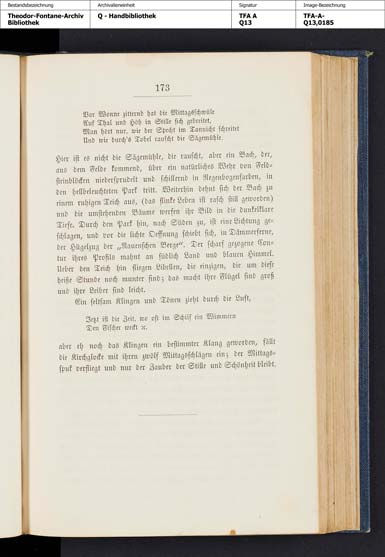 Bestandsbezeichnung Archivalieneinheit Signatur Image-Bezeichnung
Theodor-Fontane-Archiv Q - Handbibliothek TFA A TFA-A-
Bibliothek Q13 Q13,0185
173
Vor Wonne zitternd hat die Mittagsschwüle
Auf Thal und Höh in Stille sich gebreitet,
Man hört nur, wie der Specht im Tannicht schreitet
Und wie durch's Tobel rauscht die Sägemühle.
Hier ist es nicht die Sägemühle, die rauscht, aber ein Bach, der,
aus dem Felde kommend, über ein natürliches Wehr von Feld-
steinblöcken niedersprudelt und schillernd in Regenbogenfarben, in
den hellbeleuchteten Park tritt. Weiterhin dehnt sich der Bach zu
einem ruhigen Teich aus, (das flinke Leben ist rasch still geworden)
und die umstehenden Bäume werfen ihr Bild in die dunkelklare
Tiefe. Durch den Park hin, nach Süden zu, ist eine Lichtung ge-
schlagen, und vor die lichte Oeffnung schiebt sich, in Dämmerferne,
der Hügelzug der „Rauenschen Berge". Der scharf gezogene Con-
tur ihres Profils mahnt an südlich Land und blauen Himmel.
Ueber den Teich hin fliegen Libellen, die einzigen, die um diese
heiße Stunde noch munter sind; das macht ihre Flügel sind groß
und ihre Leiber sind leicht.
Ein seltsam Klingen und Tönen zieht durch die Luft,
Jetzt ist die Zeit, wo oft im Schilf ein Wimmern
Den Fischer weckt ꝛc.
aber eh noch das Klingen ein bestimmter Klang geworden, fällt
die Kirchglocke mit ihren zwölf Mittagsschlägen ein; der Mittags-
spuk verfliegt und nur der Zauber der Stille und Schönheit bleibt.